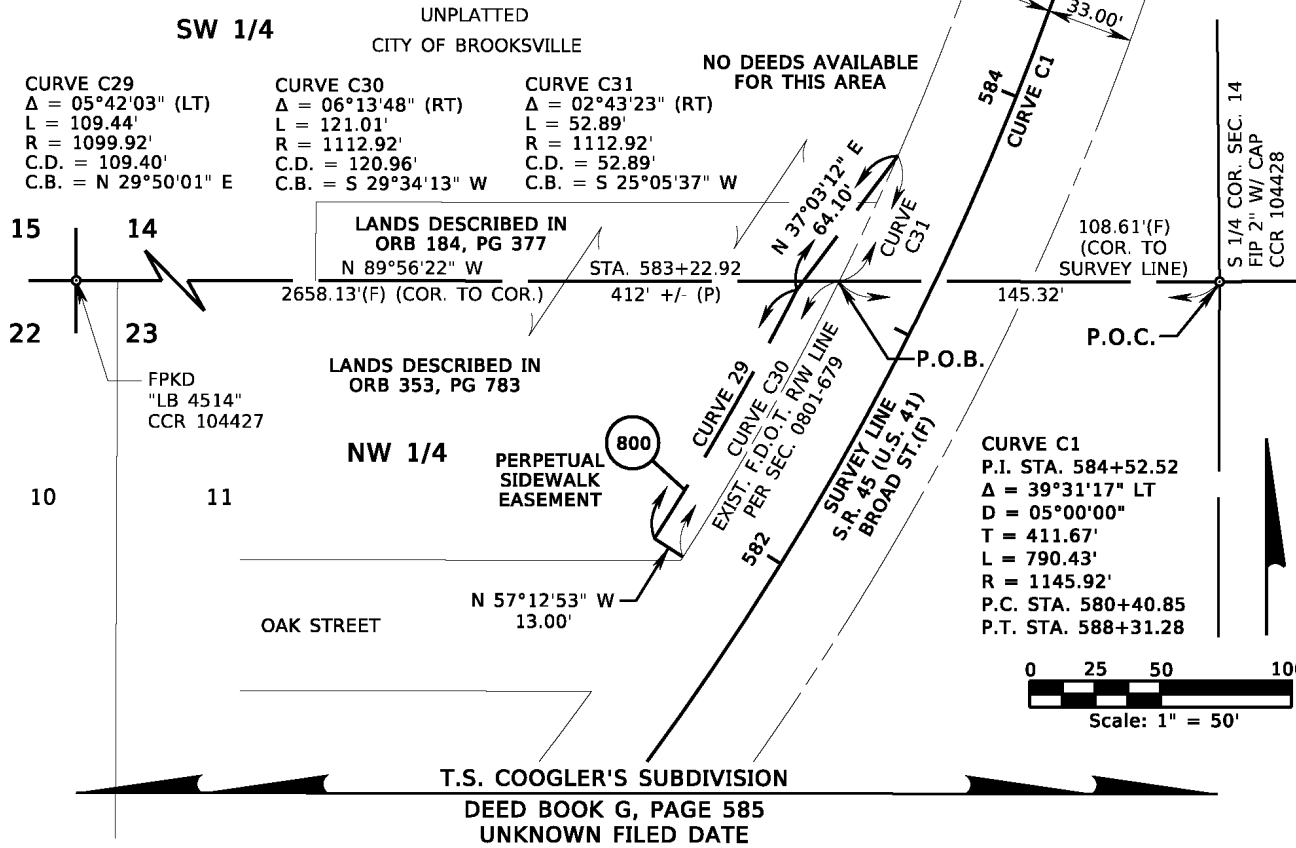 SW 1/4
UNPLATTED
CITY OF BROOKSVILLE
NO DEEDS AVAILABLE
FOR THIS AREA
33.00'
CURVE C29
Δ = 05°42'03" (LT)
L = 109.44'
R = 1099.92'
C.D. = 109.40'
C.B. = N 29°50'01" E
CURVE C30
Δ = 06°13'48" (RT)
L = 121.01'
R = 1112.92'
C.D. = 120.96'
C.B. = S 29°34'13" W
CURVE C31
Δ = 02°43'23" (RT)
L = 52.89'
R = 1112.92'
C.D. = 52.89'
C.B. = S 25°05'37" W
584
CURVE C1
S 1/4 COR. SEC. 14
FIP 2" W/ CAP
CCR 104428
15
14
LANDS DESCRIBED IN
ORB 184, PG 377
N 37°03'12" E
64.10'
CURVE
C31
108.61'(F)
(COR. TO
SURVEY LINE)
N 89°56'22" W
STA. 583+22.92
2658.13'(F) (COR. TO COR.)
412' +/- (P)
145.32'
22
23
P.O.C.
P.O.B.
FPKD
"LB 4514"
CCR 104427
LANDS DESCRIBED IN
ORB 353, PG 783
NW 1/4
CURVE 29
CURVE C30
EXIST. F.D.O.T. R/W LINE
PER SEC. 0801-679
SURVEY LINE
S.R. 45 (U.S. 41)
BROAD ST.(F)
800
PERPETUAL
SIDEWALK
EASEMENT
10
11
582
CURVE C1
P.I. STA. 584+52.52
Δ = 39°31'17" LT
D = 05°00'00"
T = 411.67'
L = 790.43'
R = 1145.92'
P.C. STA. 580+40.85
P.T. STA. 588+31.28
N 57°12'53" W
13.00'
OAK STREET
0 25 50 100
Scale: 1" = 50'
T.S. COOGLER'S SUBDIVISION
DEED BOOK G, PAGE 585
UNKNOWN FILED DATE